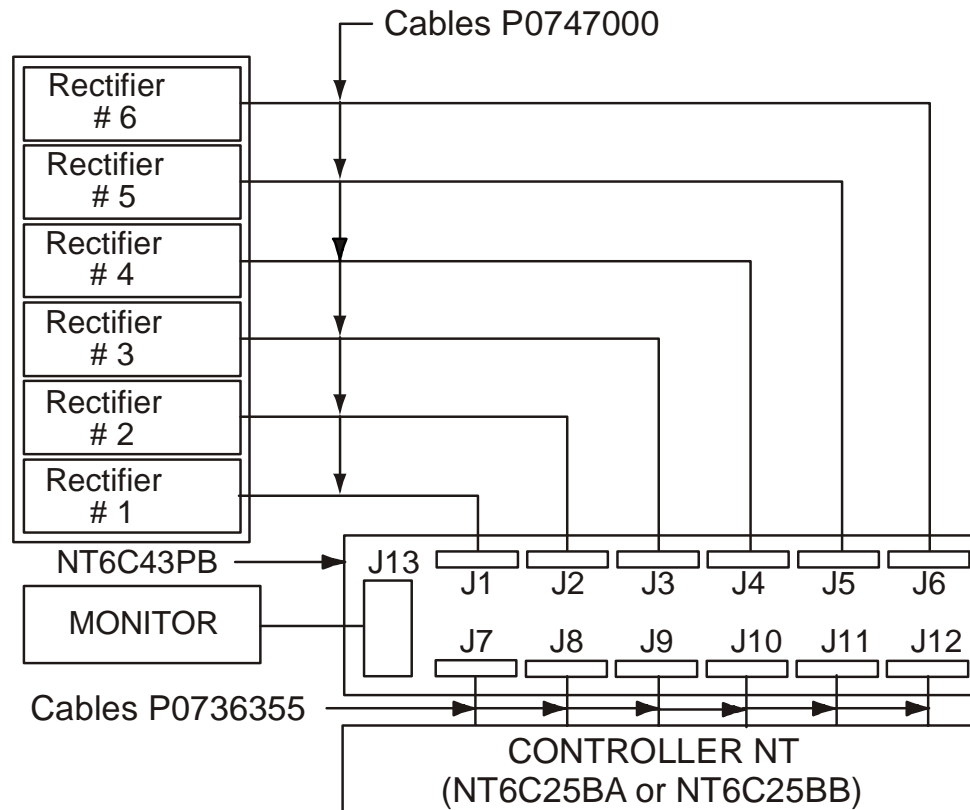 Cables P0747000
Rectifier
# 6
Rectifier
# 5
Rectifier
# 4
Rectifier
# 3
Rectifier
# 2
Rectifier
# 1
NT6C43PB
J13
J1
J2
J3
J4
J5
J6
MONITOR
J7
J8
J9
J10
J11
J12
Cables P0736355
CONTROLLER NT
(NT6C25BA or NT6C25BB)